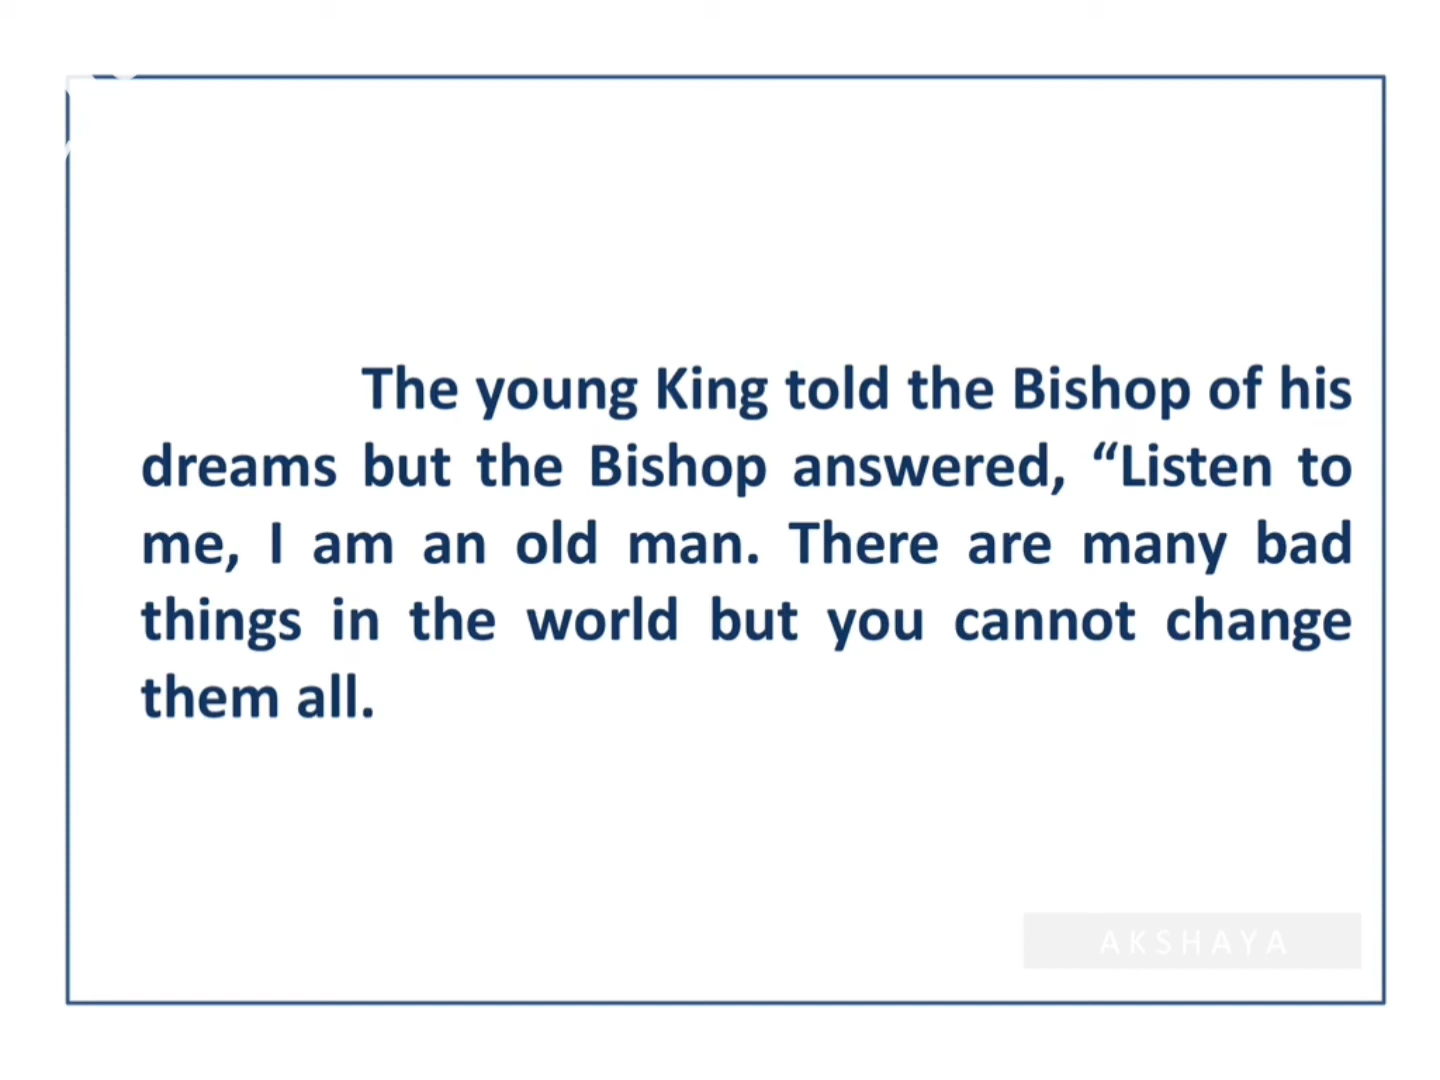 The young King told the Bishop of his
dreams but the Bishop answered, “Listen to
me, I am an old man. There are many bad
things in the world but you cannot change
them all.
AKSHAYA